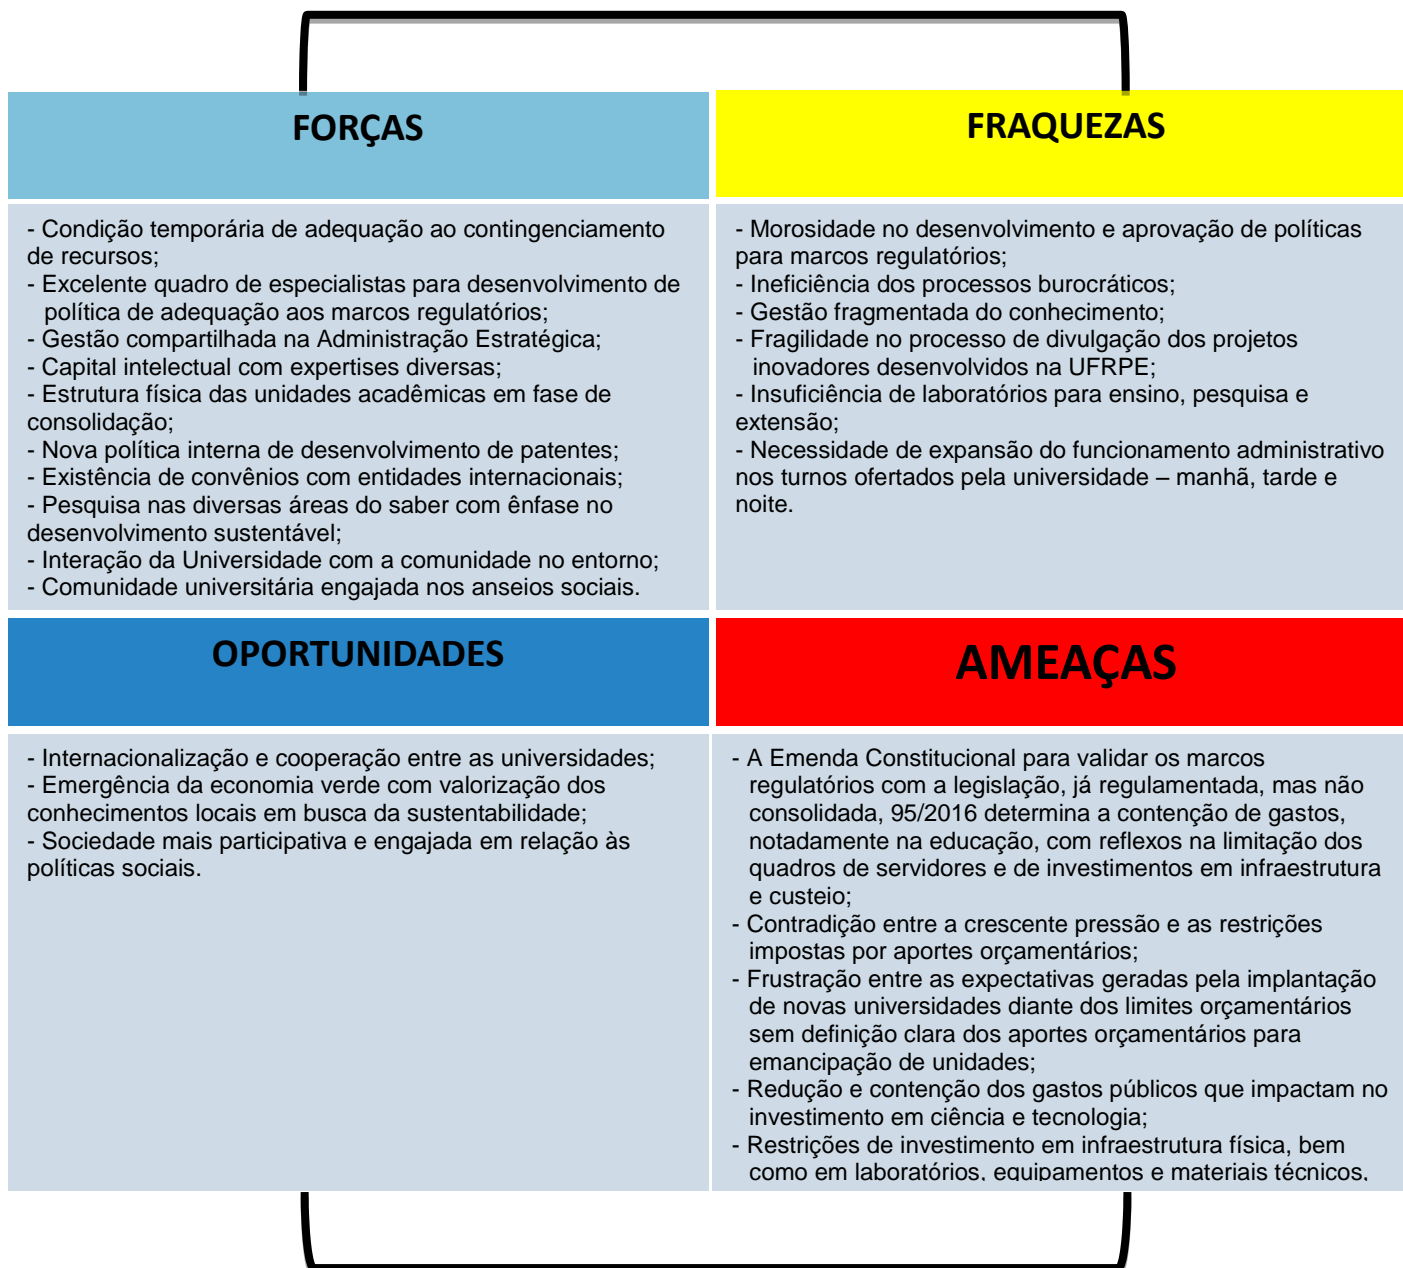 FORÇAS
- Condição temporária de adequação ao contingenciamento
de recursos;
- Excelente quadro de especialistas para desenvolvimento de
política de adequação aos marcos regulatórios;
- Gestão compartilhada na Administração Estratégica;
- Capital intelectual com expertises diversas;
- Estrutura física das unidades acadêmicas em fase de
consolidação;
- Nova política interna de desenvolvimento de patentes;
- Existência de convênios com entidades internacionais;
- Pesquisa nas diversas áreas do saber com ênfase no
desenvolvimento sustentável;
- Interação da Universidade com a comunidade no entorno;
- Comunidade universitária engajada nos anseios sociais.
FRAQUEZAS
- Morosidade no desenvolvimento e aprovação de políticas
para marcos regulatórios;
- Ineficiência dos processos burocráticos;
- Gestão fragmentada do conhecimento;
- Fragilidade no processo de divulgação dos projetos
inovadores desenvolvidos na UFRPE;
- Insuficiência de laboratórios para ensino, pesquisa e
extensão;
- Necessidade de expansão do funcionamento administrativo
nos turnos ofertados pela universidade – manhã, tarde e
noite.
OPORTUNIDADES
- Internacionalização e cooperação entre as universidades;
- Emergência da economia verde com valorização dos
conhecimentos locais em busca da sustentabilidade;
- Sociedade mais participativa e engajada em relação às
políticas sociais.
AMEAÇAS
- A Emenda Constitucional para validar os marcos
regulatórios com a legislação, já regulamentada, mas não
consolidada, 95/2016 determina a contenção de gastos,
notadamente na educação, com reflexos na limitação dos
quadros de servidores e de investimentos em infraestrutura
e custeio;
- Contradição entre a crescente pressão e as restrições
impostas por aportes orçamentários;
- Frustração entre as expectativas geradas pela implantação
de novas universidades diante dos limites orçamentários
sem definição clara dos aportes orçamentários para
emancipação de unidades;
- Redução e contenção dos gastos públicos que impactam no
investimento em ciência e tecnologia;
- Restrições de investimento em infraestrutura física, bem
como em laboratórios, equipamentos e materiais técnicos,